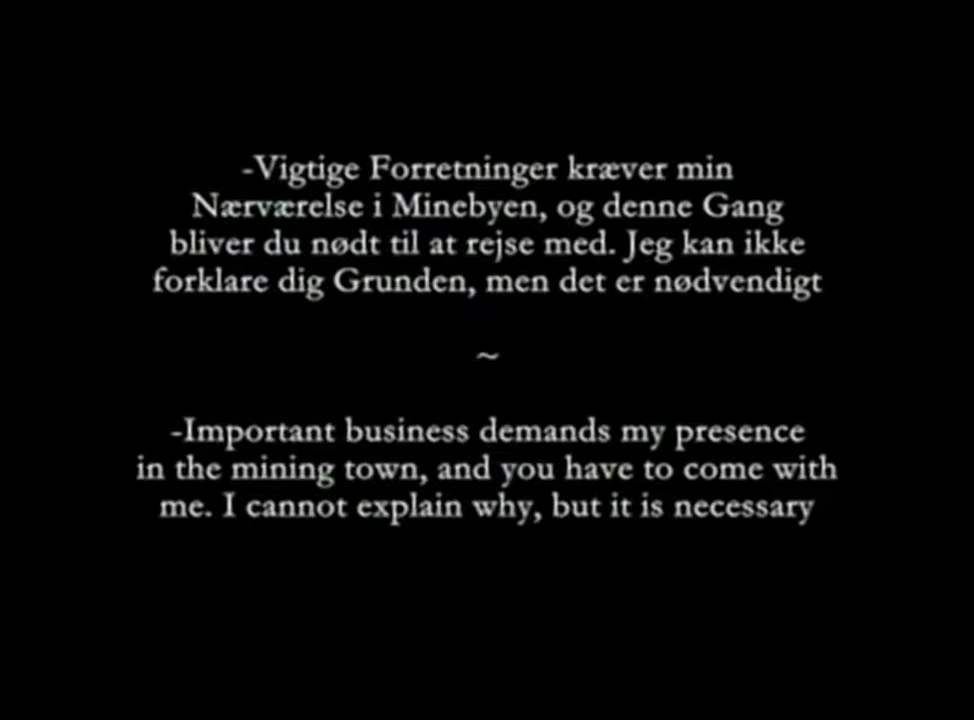 -Vigtige Forretninger kræver min
Nærværelse i Minebyen, og denne Gang
bliver du nødt til at rejse med. Jeg kan ikke
forklare dig Grunden, men det er nødvendigt
~
-Important business demands my presence
in the mining town, and you have to come with
me. I cannot explain why, but it is necessary